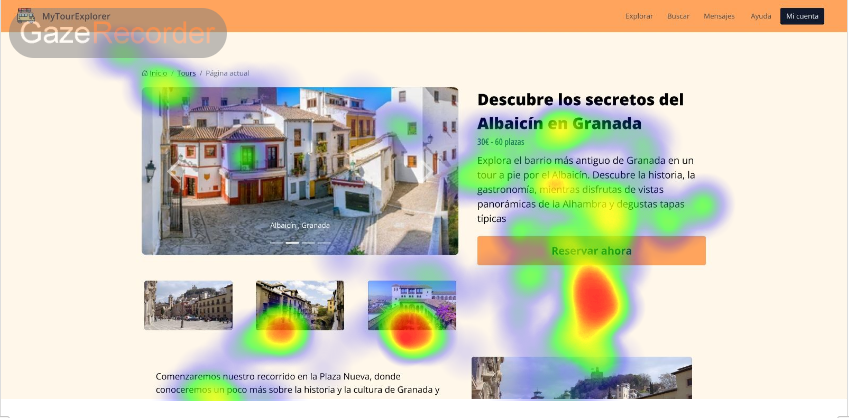 MyTourExplorer
Explorar Buscar Mensajes Ayuda Mi cuenta
GazeRecorder
Inicio / Tours / Página actual
Descubre los secretos del
Albaicín en Granada
30€ - 60 plazas
Explora el barrio más antiguo de Granada en un
tour a pie por el Albaicín. Descubre la historia, la
gastronomía, mientras disfrutas de vistas
panorámicas de la Alhambra y degustas tapas
típicas
Albaicín, Granada
Reservar ahora
Comenzaremos nuestro recorrido en la Plaza Nueva, donde
conoceremos un poco más sobre la historia y la cultura de Granada y